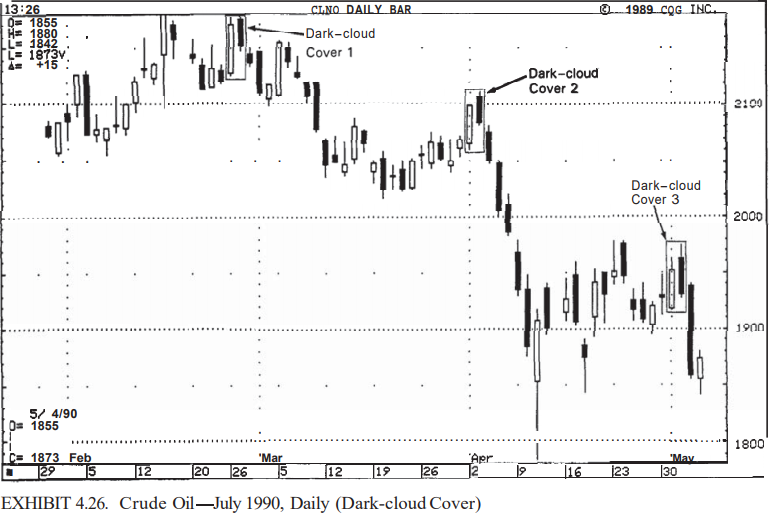 13:26 CLNO DAILY BAR © 1989 CQG INC.
O= 1855
H= 1880
L= 1842
L= 1873V
Δ= +15
Dark-cloud
Cover 1
Dark-cloud
Cover 2
Dark-cloud
Cover 3
2100
2000
1900
1800
5/ 4/90
O= 1855
C= 1873 Feb 'Mar 'Apr 'May
29 5 12 20 26 5 12 19 26 2 9 16 23 30
EXHIBIT 4.26. Crude Oil—July 1990, Daily (Dark-cloud Cover)